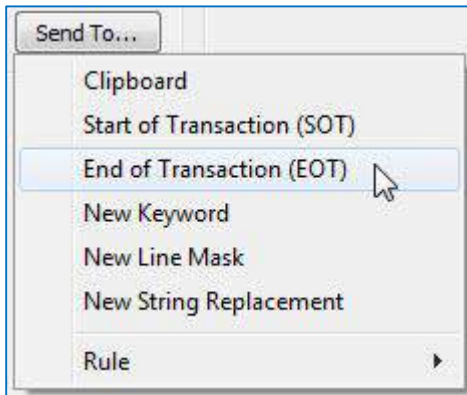 Send To...
Clipboard
Start of Transaction (SOT)
End of Transaction (EOT)
New Keyword
New Line Mask
New String Replacement
Rule